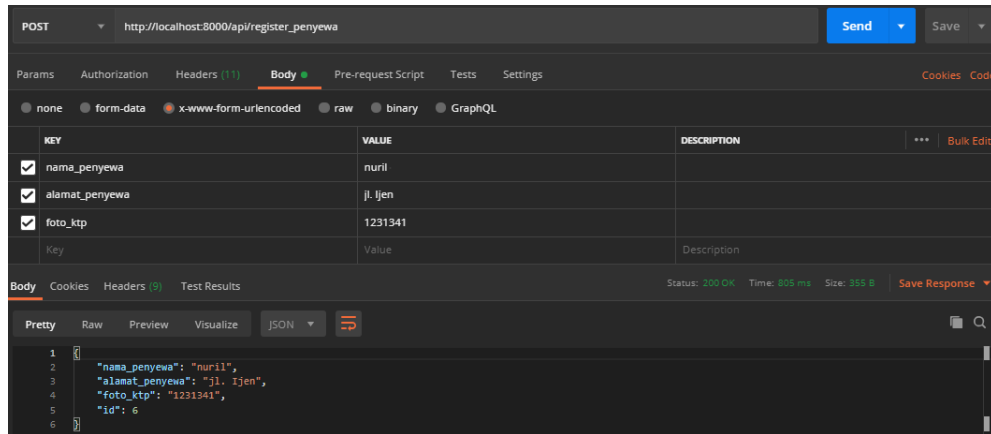 POST http://localhost:8000/api/register_penyewa Send Save
Params Authorization Headers (11) Body Pre-request Script Tests Settings Cookies Code
none form-data x-www-form-urlencoded raw binary GraphQL
KEY VALUE DESCRIPTION ••• Bulk Edit
nama_penyewa nuril
alamat_penyewa jl. Ijen
foto_ktp 1231341
Key Value Description
Body Cookies Headers (9) Test Results Status: 200 OK Time: 805 ms Size: 355 B Save Response
Pretty Raw Preview Visualize JSON
1 {
2 "nama_penyewa": "nuril",
3 "alamat_penyewa": "jl. Ijen",
4 "foto_ktp": "1231341",
5 "id": 6
6 }